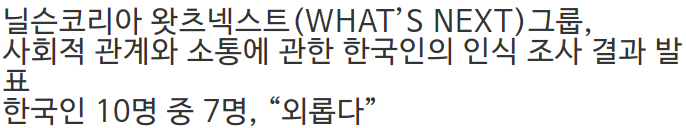 닐슨코리아 왓츠넥스트(WHAT’S NEXT)그룹,
사회적 관계와 소통에 관한 한국인의 인식 조사 결과 발
표
한국인 10명 중 7명, “외롭다”